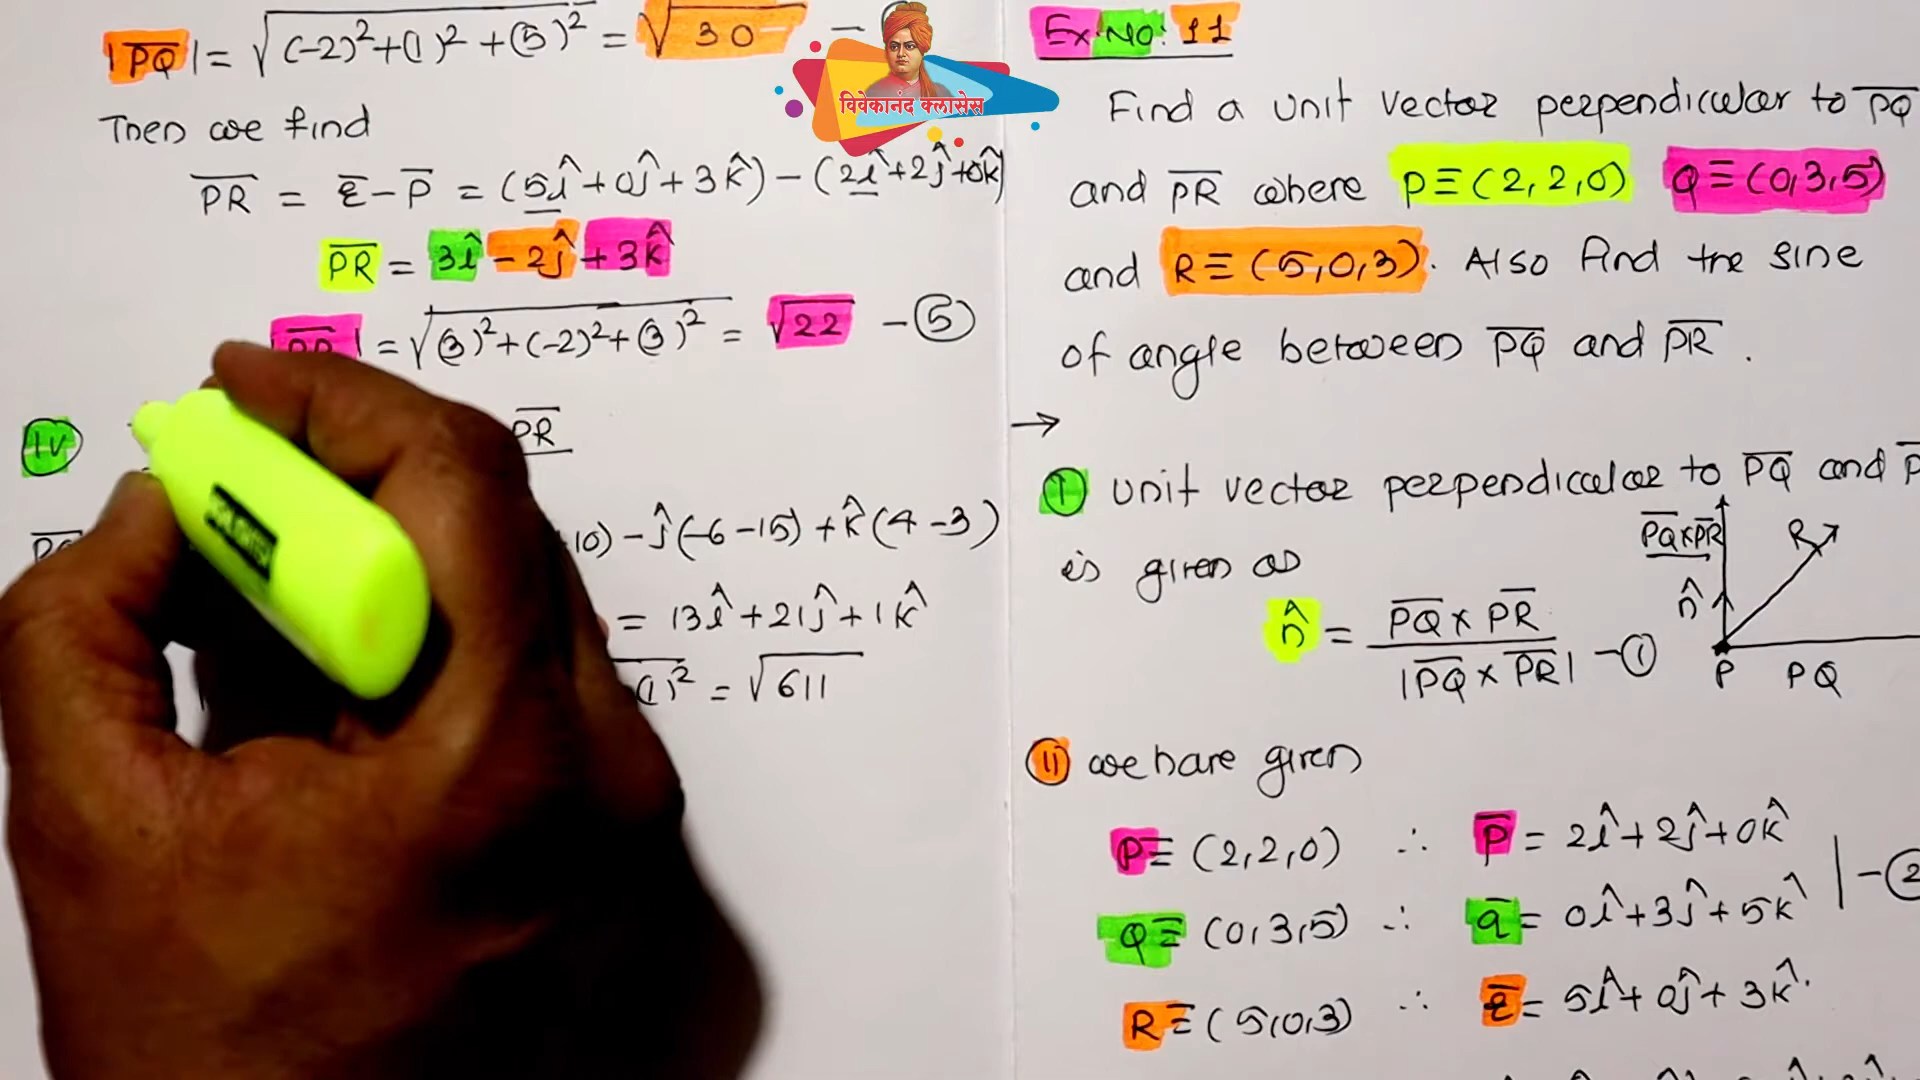 |PQ| = √(-2)²+(1)²+(5)² = √30 -
Then we find
PR = r̄ - P̄ = (5î+0ĵ+3k̂) - (2î+2ĵ+0k̂)
PR = 3î - 2ĵ + 3k̂
|PR| = √(3)²+(-2)²+(3)² = √22 - ⑤
iv PR
10) - ĵ(-6-15) + k̂(4-3)
= 13î + 21ĵ + 1k̂
(1)² = √611
विवेकानंद क्लासेस
Ex.No: 11
Find a unit vector perpendicular to PQ
and PR where P≡(2,2,0) Q≡(0,3,5)
and R≡(5,0,3). Also find the sine
of angle between PQ and PR.
→
I unit vector perpendicular to PQ and P
is given as
n̂ = PQ × PR / |PQ × PR| - ①
PQ×PR
R
n̂
P PQ
II we have given
P≡(2,2,0) ∴ P̄ = 2î+2ĵ+0k̂
Q≡(0,3,5) ∴ q̄ = 0î+3ĵ+5k̂ | - ②
R≡(5,0,3) ∴ r̄ = 5î+0ĵ+3k̂.